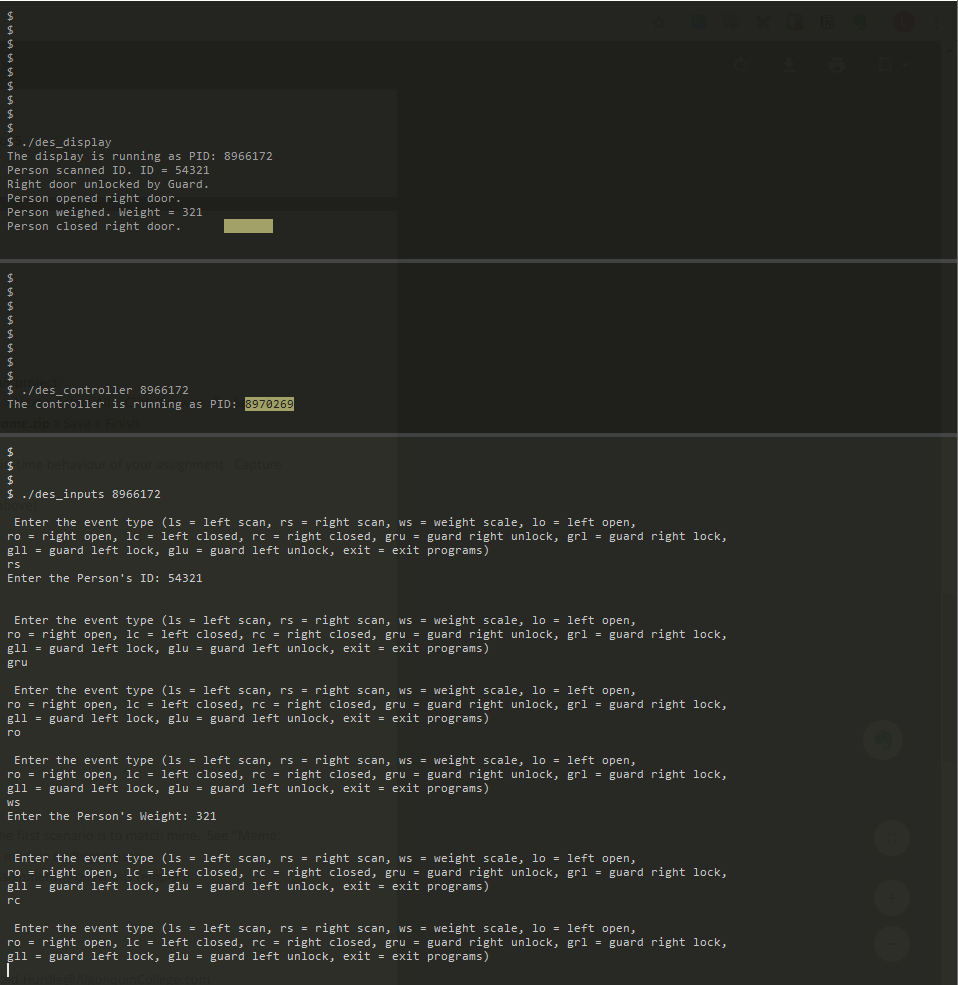 $
$
$
$
$
$
$
$
$
$ ./des_display
The display is running as PID: 8966172
Person scanned ID. ID = 54321
Right door unlocked by Guard.
Person opened right door.
Person weighed. Weight = 321
Person closed right door.
$
$
$
$
$
$
$
$
$ ./des_controller 8966172
The controller is running as PID: 8970269
$
$
$
$ ./des_inputs 8966172
Enter the event type (ls = left scan, rs = right scan, ws = weight scale, lo = left open,
ro = right open, lc = left closed, rc = right closed, gru = guard right unlock, grl = guard right lock,
gll = guard left lock, glu = guard left unlock, exit = exit programs)
rs
Enter the Person's ID: 54321
Enter the event type (ls = left scan, rs = right scan, ws = weight scale, lo = left open,
ro = right open, lc = left closed, rc = right closed, gru = guard right unlock, grl = guard right lock,
gll = guard left lock, glu = guard left unlock, exit = exit programs)
gru
Enter the event type (ls = left scan, rs = right scan, ws = weight scale, lo = left open,
ro = right open, lc = left closed, rc = right closed, gru = guard right unlock, grl = guard right lock,
gll = guard left lock, glu = guard left unlock, exit = exit programs)
ro
Enter the event type (ls = left scan, rs = right scan, ws = weight scale, lo = left open,
ro = right open, lc = left closed, rc = right closed, gru = guard right unlock, grl = guard right lock,
gll = guard left lock, glu = guard left unlock, exit = exit programs)
ws
Enter the Person's Weight: 321
Enter the event type (ls = left scan, rs = right scan, ws = weight scale, lo = left open,
ro = right open, lc = left closed, rc = right closed, gru = guard right unlock, grl = guard right lock,
gll = guard left lock, glu = guard left unlock, exit = exit programs)
rc
Enter the event type (ls = left scan, rs = right scan, ws = weight scale, lo = left open,
ro = right open, lc = left closed, rc = right closed, gru = guard right unlock, grl = guard right lock,
gll = guard left lock, glu = guard left unlock, exit = exit programs)